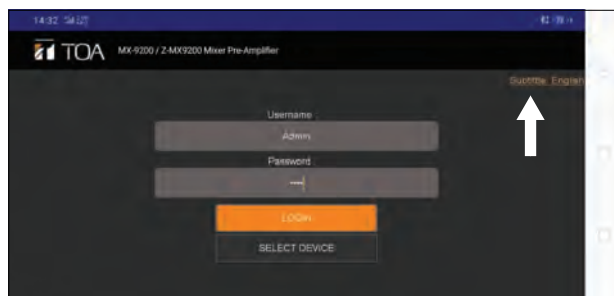 14:32
TOA MX-9200 / Z-MX9200 Mixer Pre-Amplifier
Subtitle: English
Username
Admin
Password
LOGIN
SELECT DEVICE